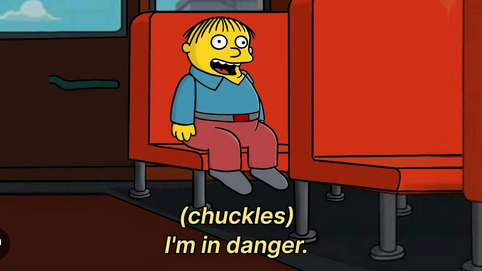 (chuckles)
I'm in danger.